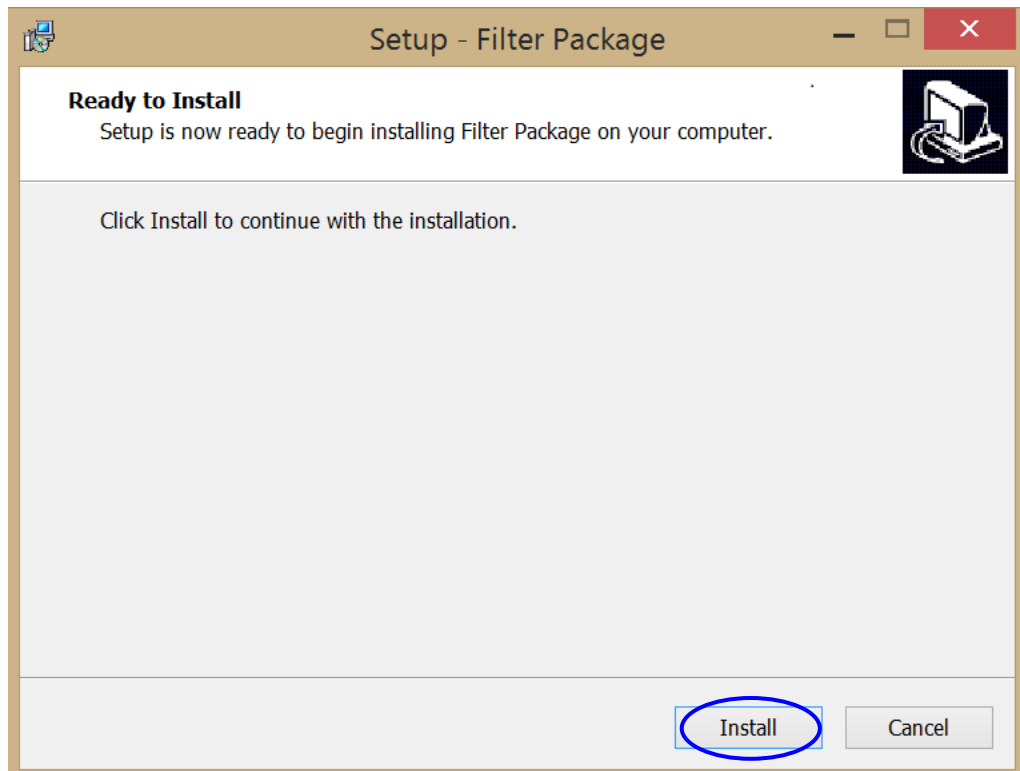 Setup - Filter Package
Ready to Install
Setup is now ready to begin installing Filter Package on your computer.
Click Install to continue with the installation.
Install
Cancel